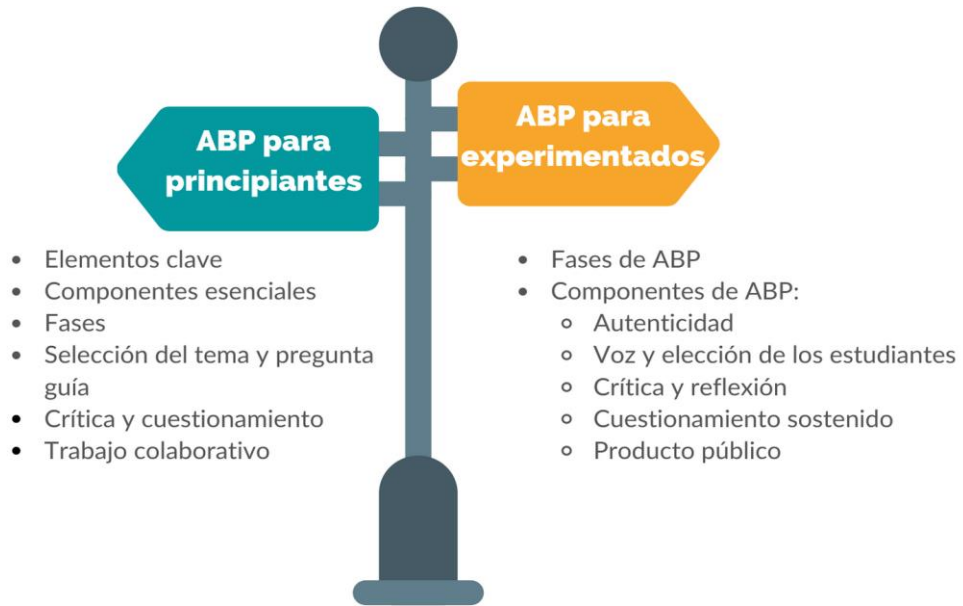 ABP para
principiantes
• Elementos clave
• Componentes esenciales
• Fases
• Selección del tema y pregunta
guía
• Crítica y cuestionamiento
• Trabajo colaborativo
ABP para
experimentados
• Fases de ABP
• Componentes de ABP:
◦ Autenticidad
◦ Voz y elección de los estudiantes
◦ Crítica y reflexión
◦ Cuestionamiento sostenido
◦ Producto público